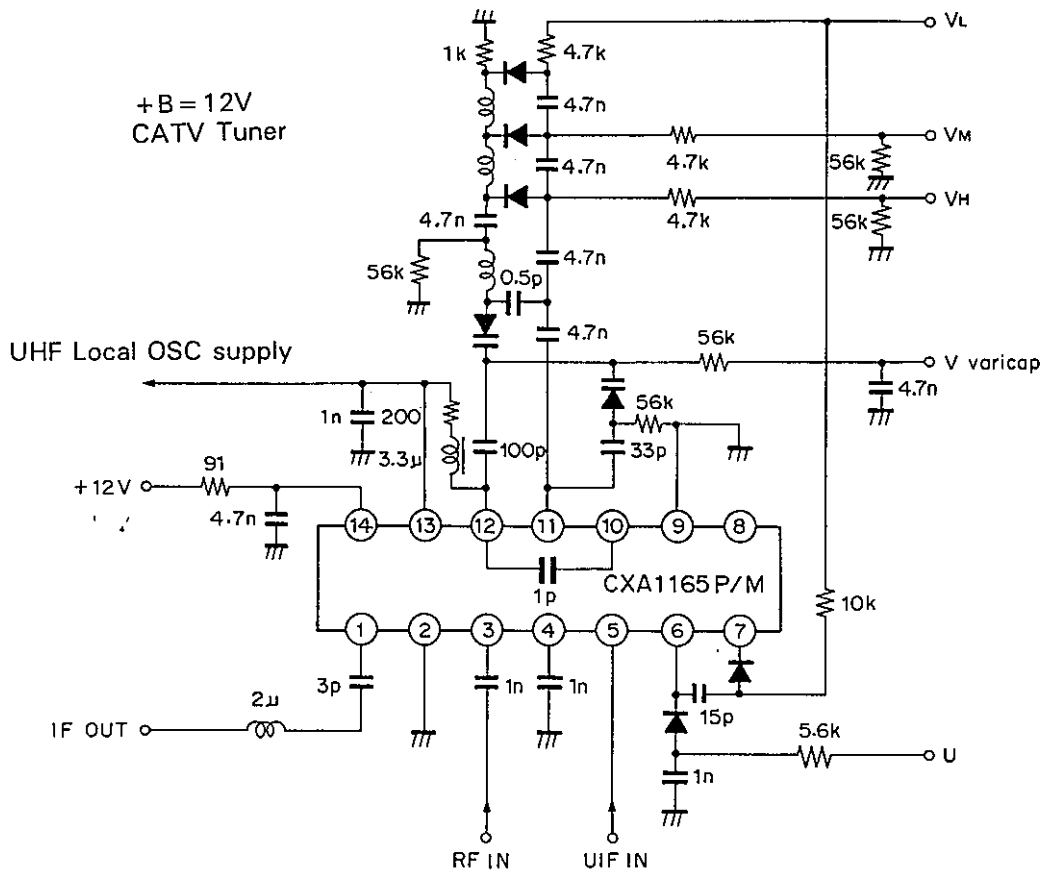 VL
1k
4.7k
+B=12V
CATV Tuner
4.7n
VM
4.7k
56k
4.7n
VH
4.7k
56k
4.7n
56k
4.7n
0.5p
4.7n
UHF Local OSC supply
56k
V varicap
4.7n
1n
200
3.3μ
100p
56k
33p
91
+12V
4.7n
14
13
12
11
10
9
8
1p
CXA1165P/M
10k
1
2
3
4
5
6
7
3p
1n
1n
2μ
15p
IF OUT
5.6k
U
1n
RF IN
UIF IN